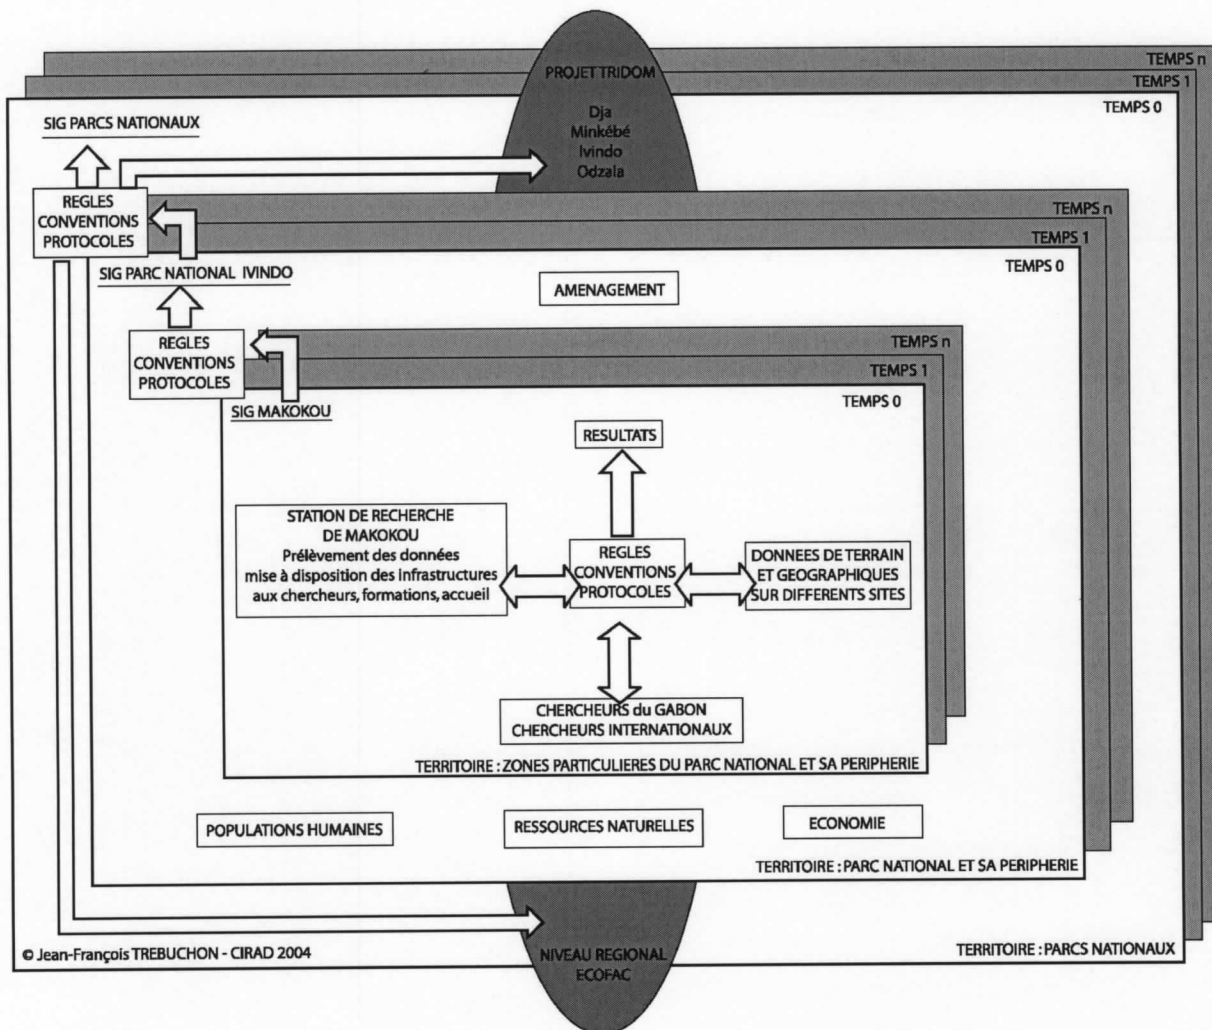 PROJET TRIDOM
Dja
Minkébé
Ivindo
Odzala
TEMPS n
TEMPS 1
TEMPS 0
SIG PARCS NATIONAUX
REGLES
CONVENTIONS
PROTOCOLES
TEMPS n
TEMPS 1
TEMPS 0
SIG PARC NATIONAL IVINDO
AMENAGEMENT
REGLES
CONVENTIONS
PROTOCOLES
TEMPS n
TEMPS 1
TEMPS 0
SIG MAKOKOU
RESULTATS
STATION DE RECHERCHE
DE MAKOKOU
Prélèvement des données
mise à disposition des infrastructures
aux chercheurs, formations, accueil
REGLES
CONVENTIONS
PROTOCOLES
DONNEES DE TERRAIN
ET GEOGRAPHIQUES
SUR DIFFERENTS SITES
CHERCHEURS du GABON
CHERCHEURS INTERNATIONAUX
TERRITOIRE : ZONES PARTICULIERES DU PARC NATIONAL ET SA PERIPHERIE
POPULATIONS HUMAINES
RESSOURCES NATURELLES
ECONOMIE
TERRITOIRE : PARC NATIONAL ET SA PERIPHERIE
© Jean-François TREBUCHON - CIRAD 2004
NIVEAU REGIONAL
ECOFAC
TERRITOIRE : PARCS NATIONAUX